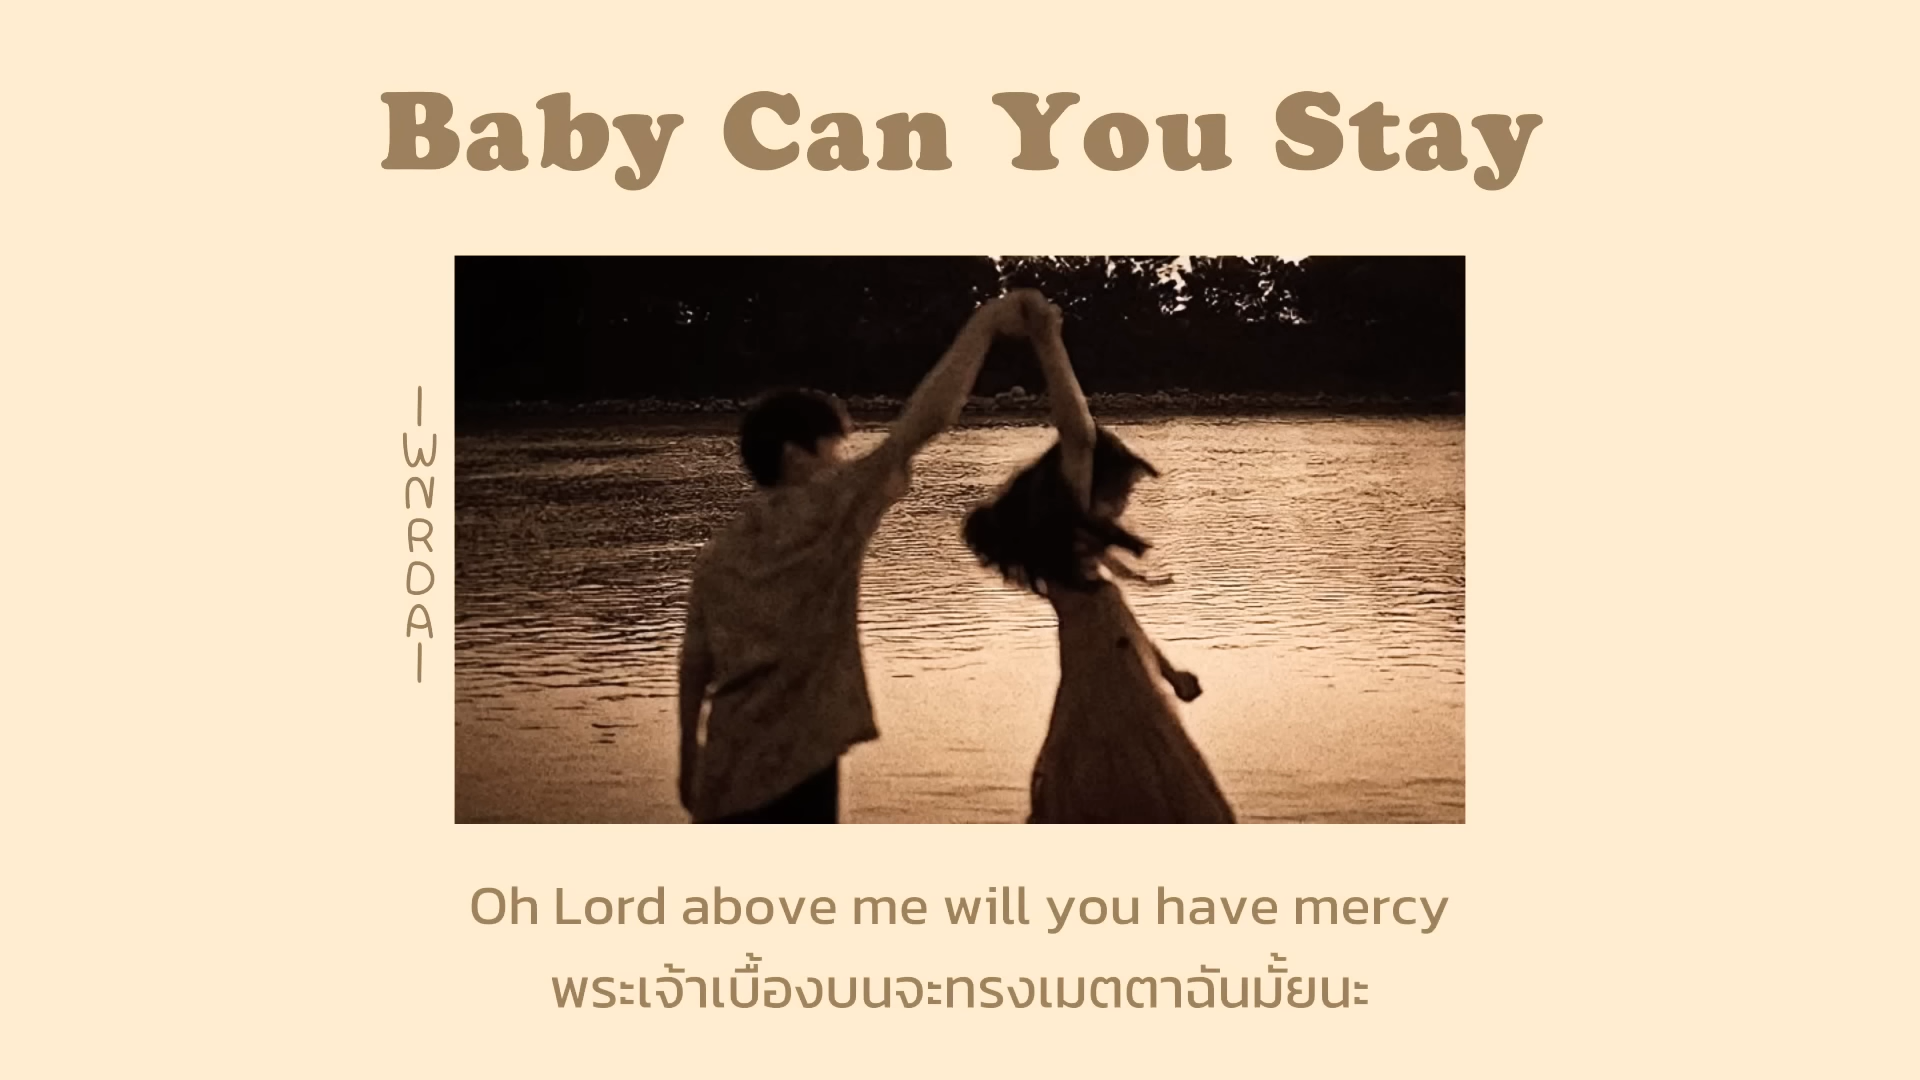 Baby Can You Stay
| WNRDA |
Oh Lord above me will you have mercy
พระเจ้าเบื้องบนจะทรงเมตตาฉันมั้ยนะ